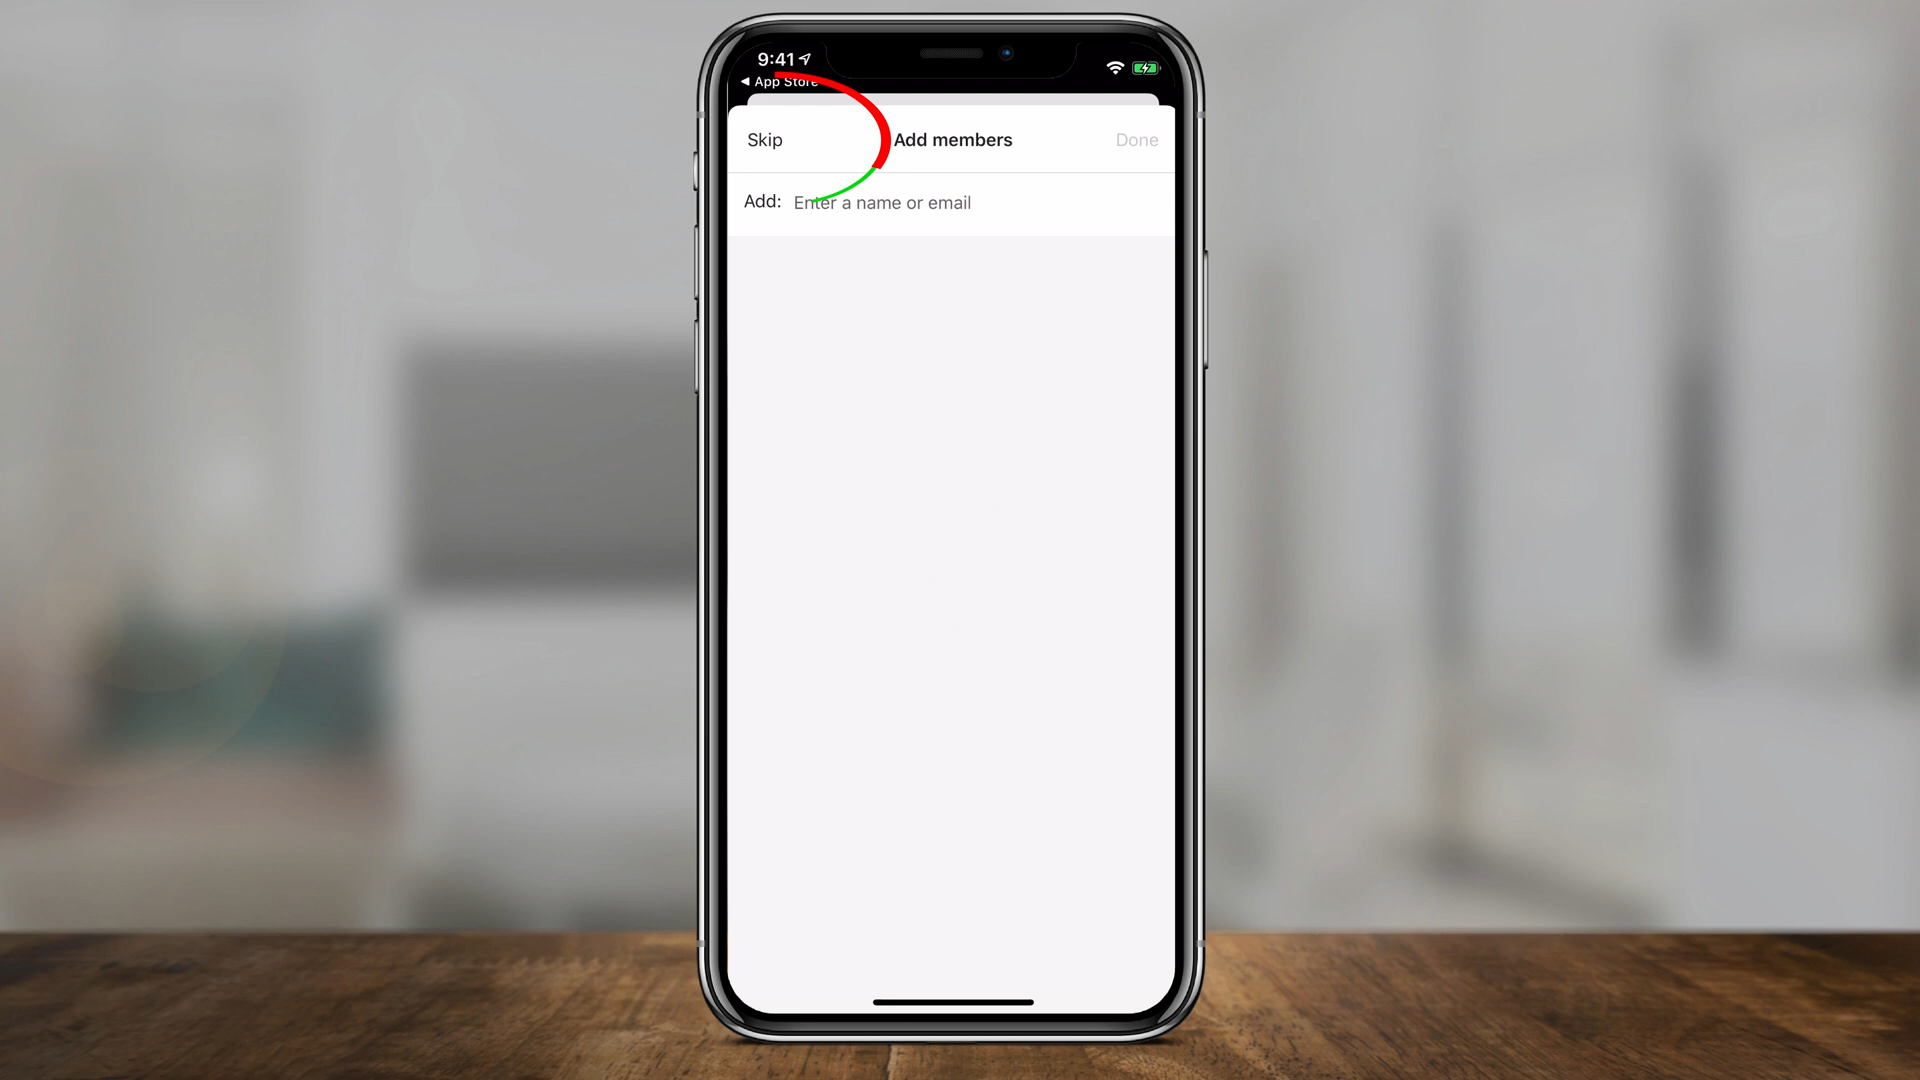 9:41
◀ App Store
Skip
Add members
Done
Add: Enter a name or email